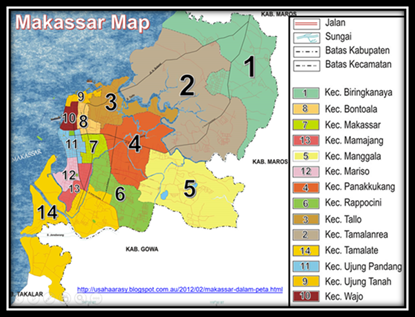 Makassar Map
KAB. MAROS
KAB. MAROS
KAB. MAROS
KAB. GOWA
TAKALAR
MAKASSAR
1
2
3
4
5
6
7
8
9
10
11
12
13
14
http://usahaarasy.blogspot.com.au/2012/02/makassar-dalam-peta.html
Jalan
Sungai
Batas Kabupaten
Batas Kecamatan
1 Kec. Biringkanaya
8 Kec. Bontoala
7 Kec. Makassar
13 Kec. Mamajang
5 Kec. Manggala
12 Kec. Mariso
4 Kec. Panakkukang
6 Kec. Rappocini
3 Kec. Tallo
2 Kec. Tamalanrea
14 Kec. Tamalate
11 Kec. Ujung Pandang
9 Kec. Ujung Tanah
10 Kec. Wajo